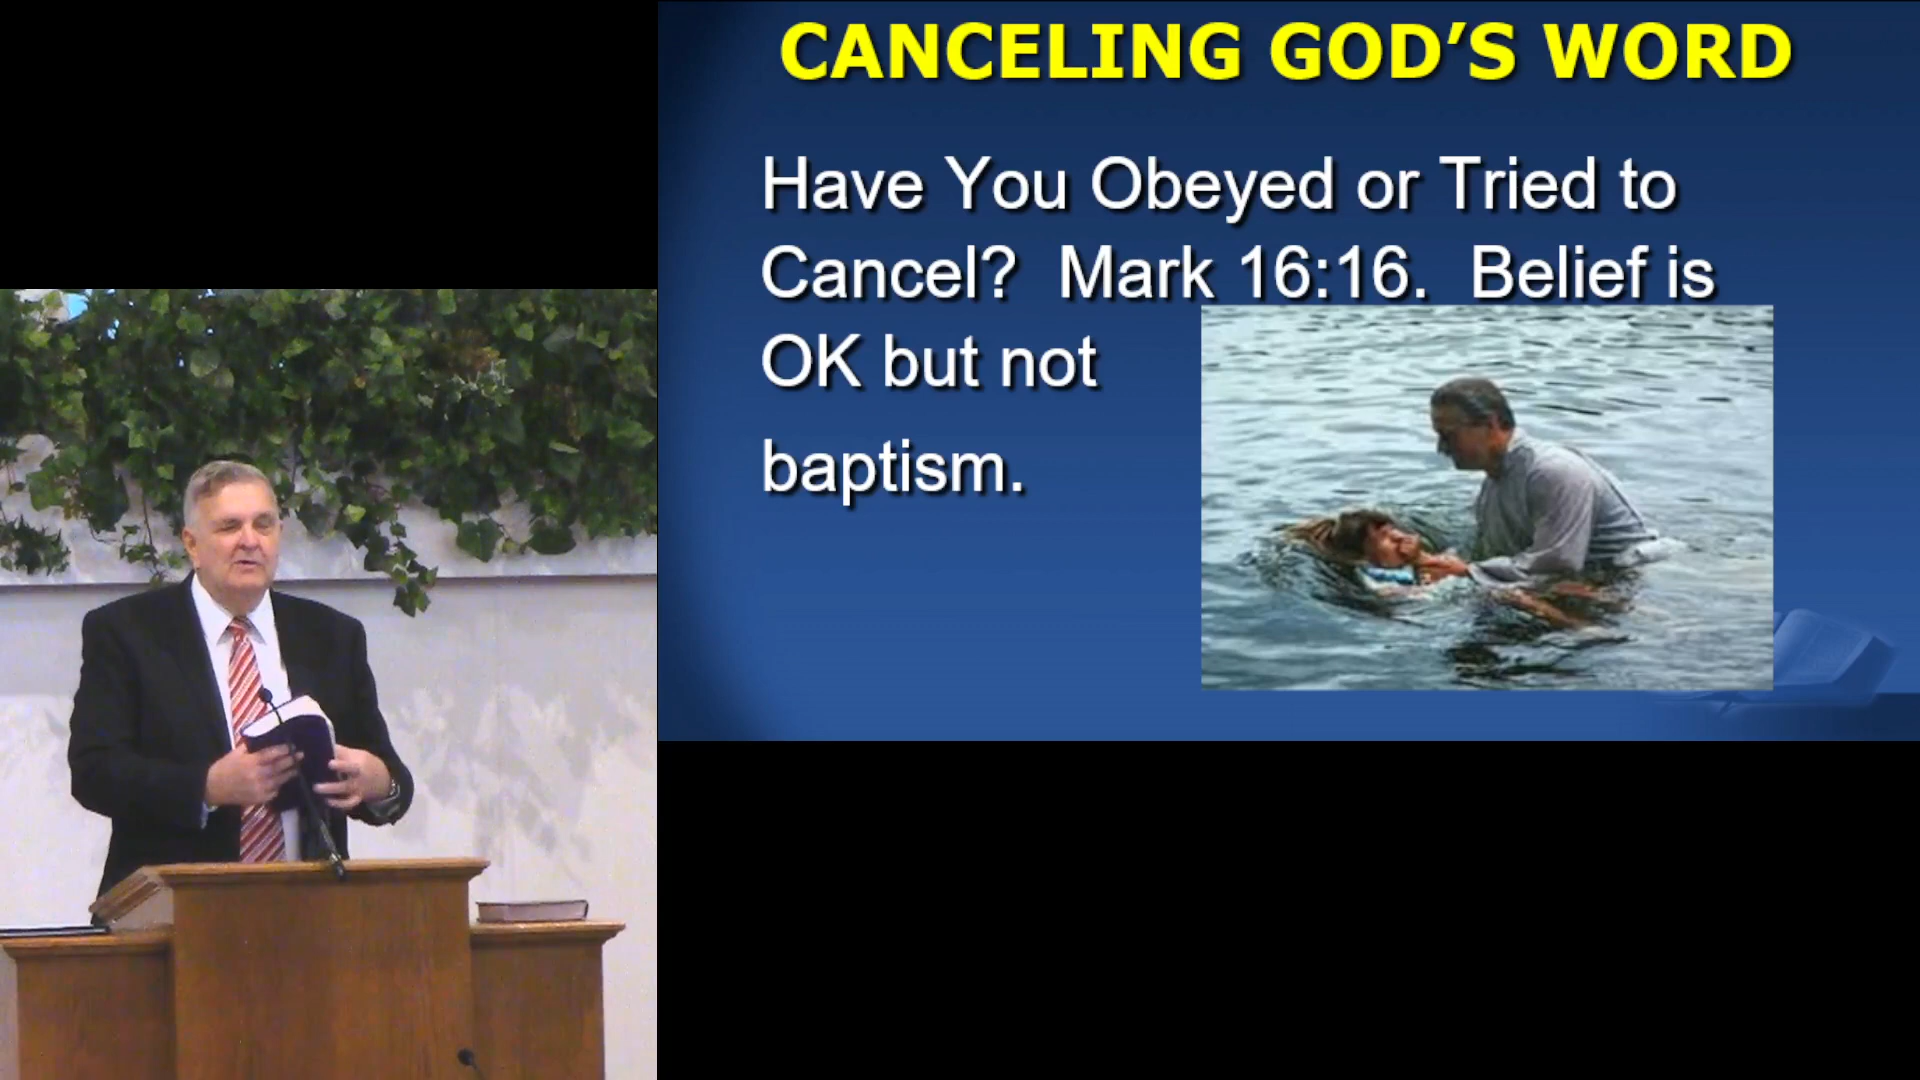 CANCELING GOD’S WORD
Have You Obeyed or Tried to
Cancel?  Mark 16:16.  Belief is
OK but not
baptism.